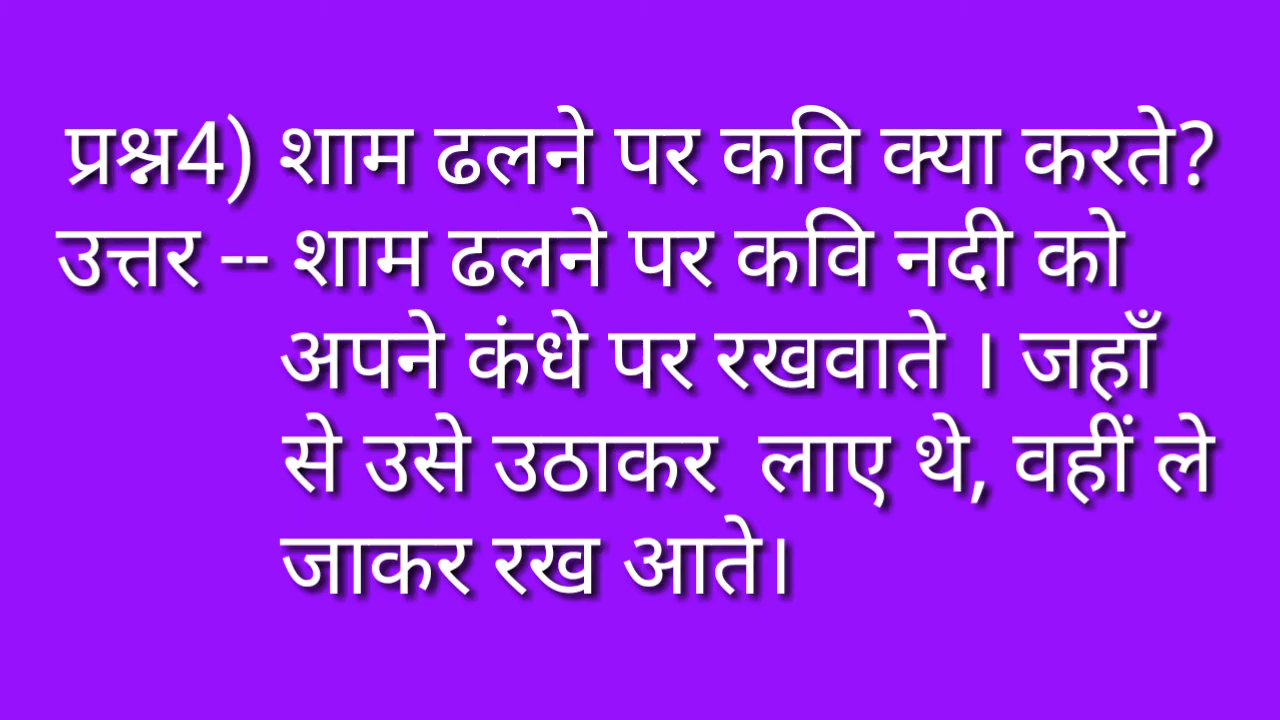 प्रश्न4) शाम ढलने पर कवि क्या करते?
उत्तर -- शाम ढलने पर कवि नदी को
अपने कंधे पर रखवाते । जहाँ
से उसे उठाकर लाए थे, वहीं ले
जाकर रख आते।